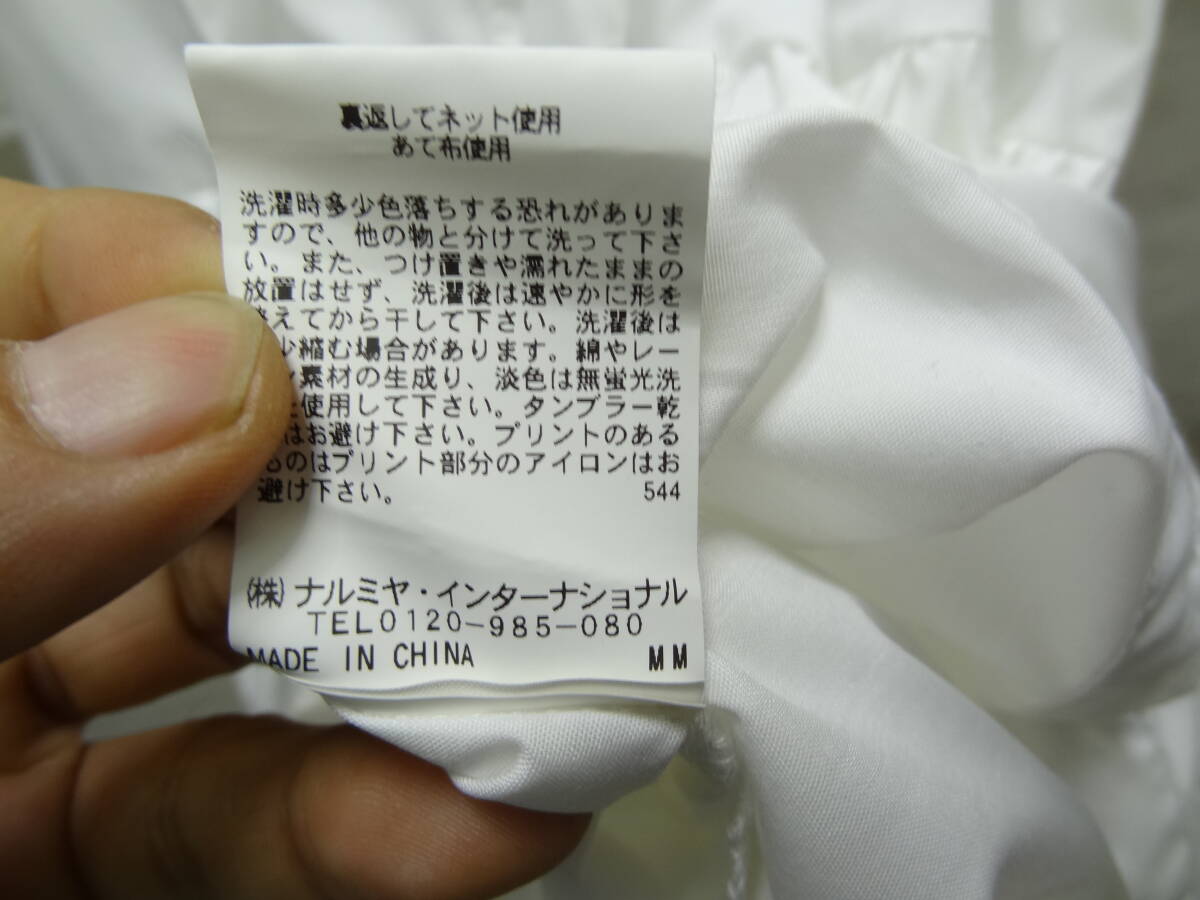 裏返してネット使用
あて布使用
洗濯時多少色落ちする恐れがありま
すので、他の物と分けて洗って下さ
い。また、つけ置きや濡れたままの
放置はせず、洗濯後は速やかに形を
えてから干して下さい。洗濯後は
少縮む場合があります。綿やレー
ン素材の生成り、淡色は無蛍光洗
使用して下さい。タンブラー乾
はお避け下さい。プリントのある
ものはプリント部分のアイロンはお
避け下さい。 544
(株)ナルミヤ・インターナショナル
TEL0120-985-080
MADE IN CHINA MM